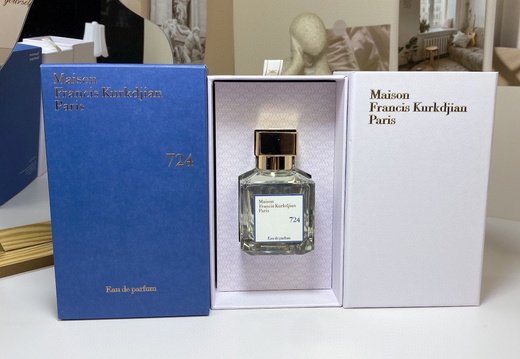 yourself
Maison
Francis Kurkdjian
Paris
724
Eau de parfum
Maison
Francis Kurkdjian
Paris
724
Eau de parfum
Maison
Francis Kurkdjian
Paris